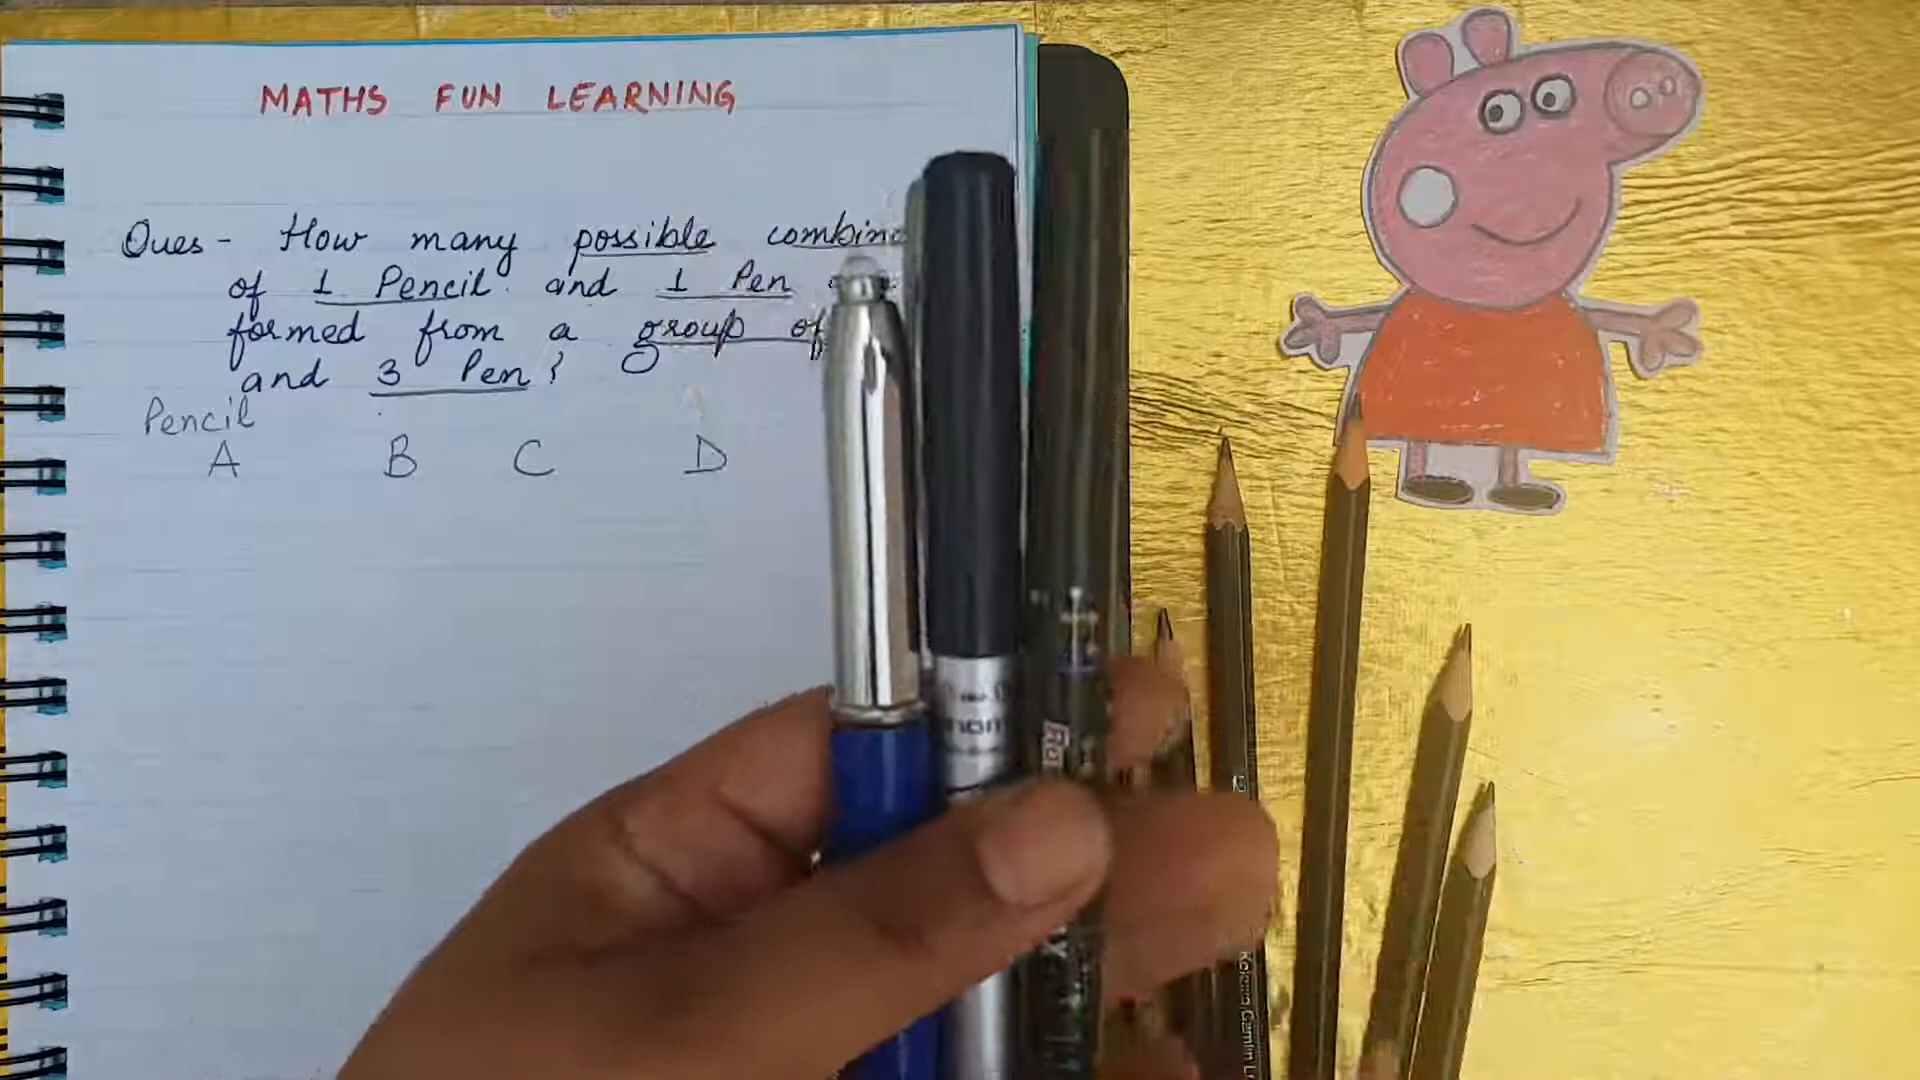 MATHS FUN LEARNING
Ques - How many possible
of 1 Pencil and 1 Pen
formed from a group of
and 3 Pen?
Pencil
A B C D